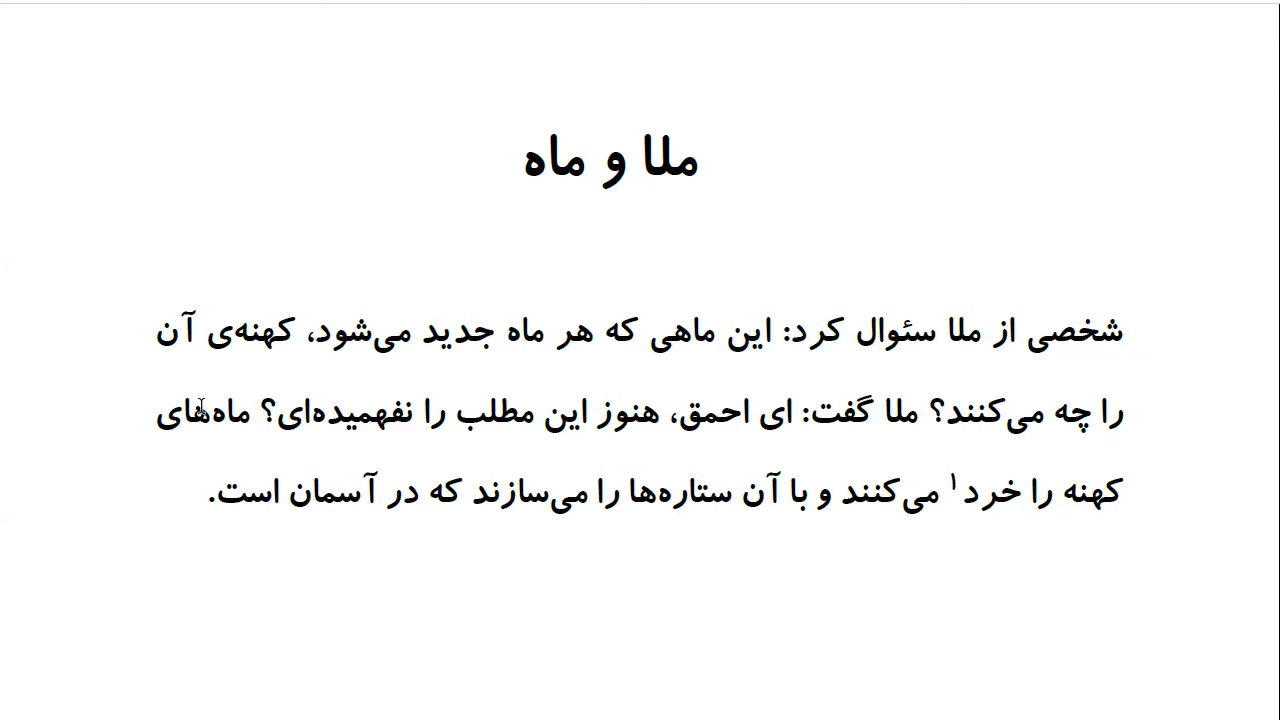 ملا و ماه
شخصی از ملا سئوال کرد: این ماهی که هر ماه جدید می‌شود، کهنه‌ی آن
را چه می‌کنند؟ ملا گفت: ای احمق، هنوز این مطلب را نفهمیده‌ای؟ ماه‌های
کهنه را خرد۱ می‌کنند و با آن ستاره‌ها را می‌سازند که در آسمان است.